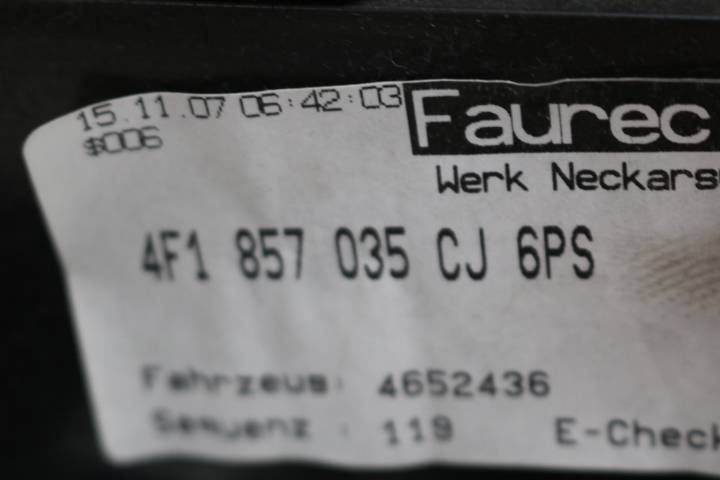 15.11.07 06:42:03 Faurec
$006
Werk Neckars
4F1 857 035 CJ 6PS
Fahrzeug: 4652436
Sequenz : 119 E-Check